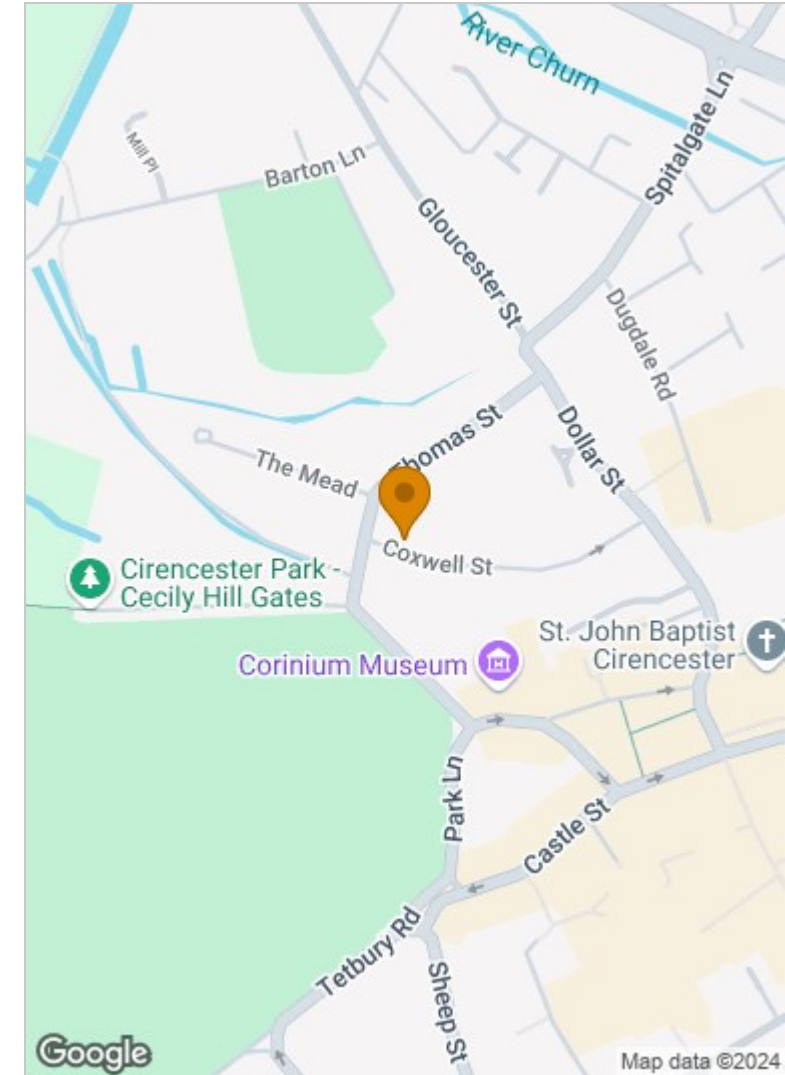 River Churn
Spitalgate Ln
Mill Pl
Barton Ln
Gloucester St
Dugdale Rd
Thomas St
Dollar St
The Mead
Coxwell St
Cirencester Park -
Cecily Hill Gates
St. John Baptist
Cirencester
Corinium Museum
Park Ln
Castle St
Tetbury Rd
Sheep St
Google
Map data ©2024